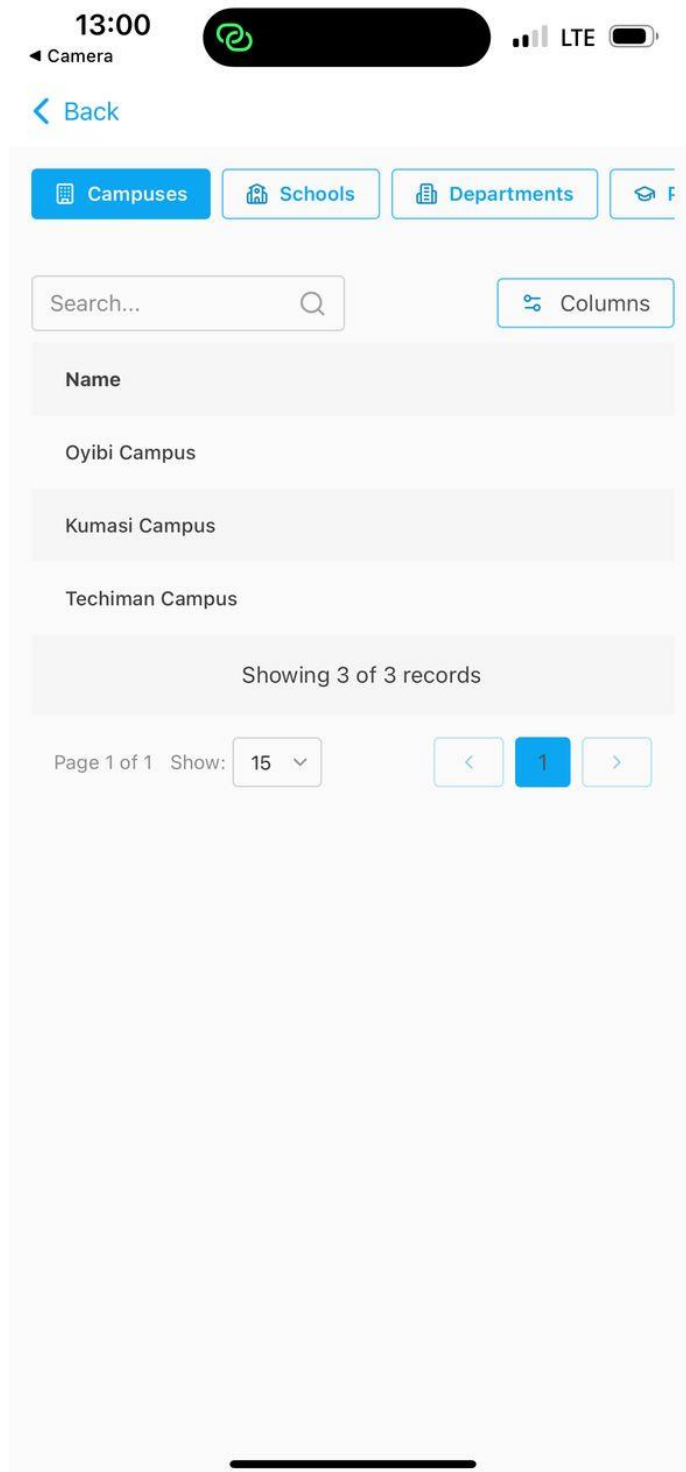 13:00
◀ Camera
LTE
Back
Campuses Schools Departments
Search... Columns
Name
Oyibi Campus
Kumasi Campus
Techiman Campus
Showing 3 of 3 records
Page 1 of 1 Show: 15 1